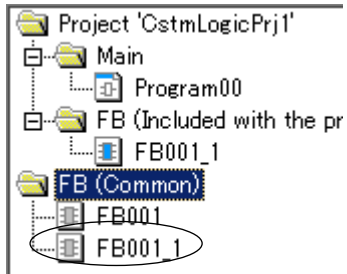 Project 'CstmLogicPrj1'
Main
Program00
FB (Included with the pr
FB001_1
FB (Common)
FB001
FB001_1